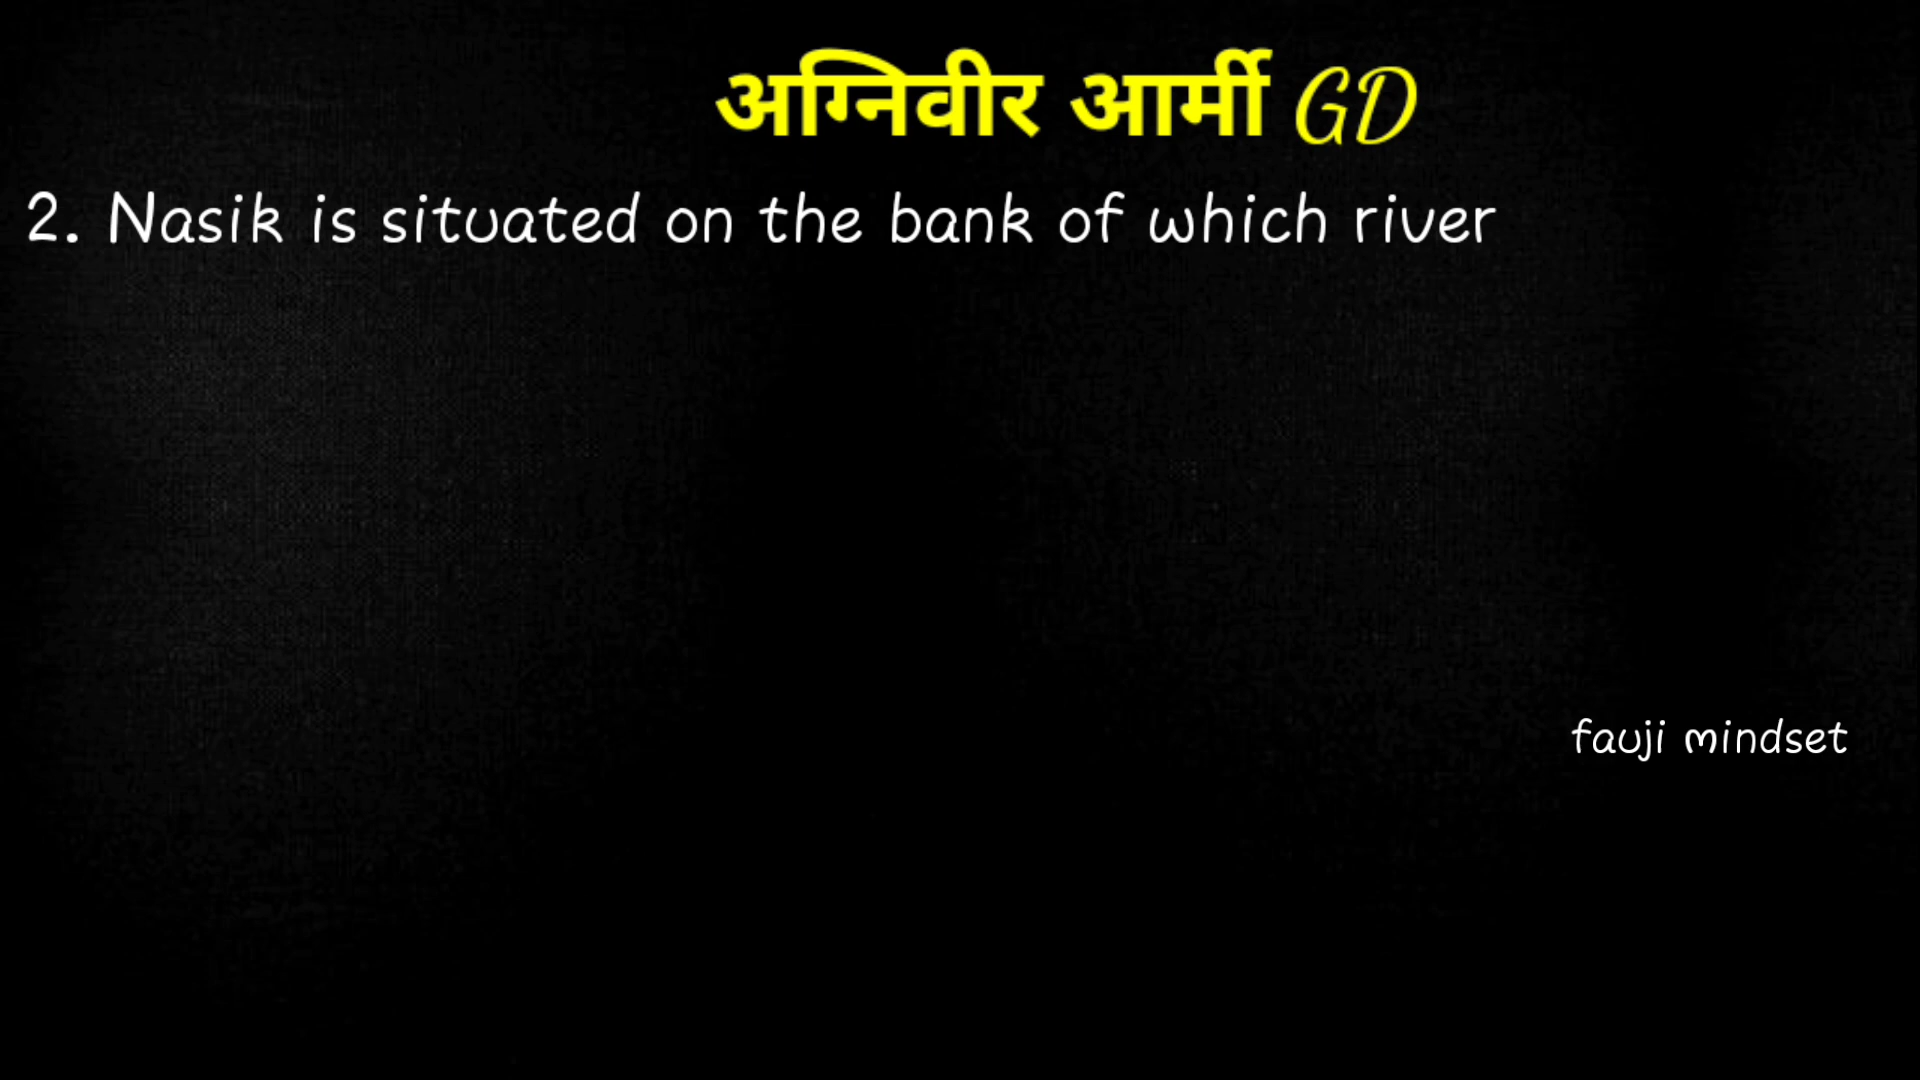 अग्निवीर आर्मी GD
2. Nasik is situated on the bank of which river
fauji mindset